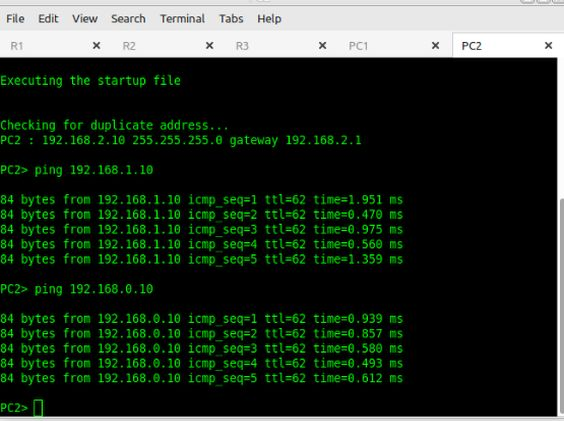 File Edit View Search Terminal Tabs Help
R1 × R2 × R3 × PC1 × PC2 ×
Executing the startup file
Checking for duplicate address...
PC2 : 192.168.2.10 255.255.255.0 gateway 192.168.2.1
PC2> ping 192.168.1.10
84 bytes from 192.168.1.10 icmp_seq=1 ttl=62 time=1.951 ms
84 bytes from 192.168.1.10 icmp_seq=2 ttl=62 time=0.470 ms
84 bytes from 192.168.1.10 icmp_seq=3 ttl=62 time=0.975 ms
84 bytes from 192.168.1.10 icmp_seq=4 ttl=62 time=0.560 ms
84 bytes from 192.168.1.10 icmp_seq=5 ttl=62 time=1.359 ms
PC2> ping 192.168.0.10
84 bytes from 192.168.0.10 icmp_seq=1 ttl=62 time=0.939 ms
84 bytes from 192.168.0.10 icmp_seq=2 ttl=62 time=0.857 ms
84 bytes from 192.168.0.10 icmp_seq=3 ttl=62 time=0.580 ms
84 bytes from 192.168.0.10 icmp_seq=4 ttl=62 time=0.493 ms
84 bytes from 192.168.0.10 icmp_seq=5 ttl=62 time=0.612 ms
PC2>